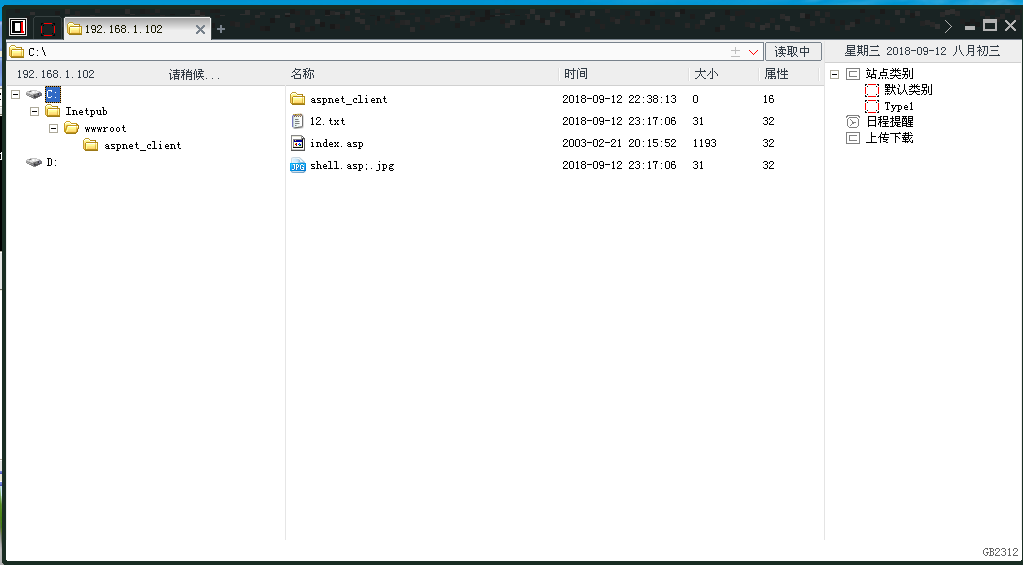 192.168.1.102
C:\
读取中
星期三 2018-09-12 八月初三
192.168.1.102 请稍候...
名称 时间 大小 属性
C:
Inetpub
wwwroot
aspnet_client
D:
aspnet_client 2018-09-12 22:38:13 0 16
12.txt 2018-09-12 23:17:06 31 32
index.asp 2003-02-21 20:15:52 1193 32
shell.asp;.jpg 2018-09-12 23:17:06 31 32
站点类别
默认类别
Type1
日程提醒
上传下载
JPG
GB2312